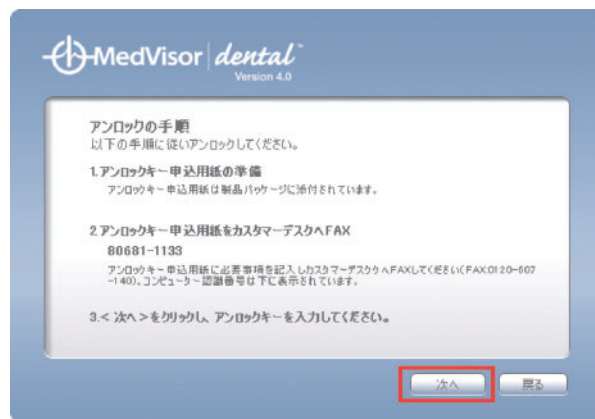 MedVisor dental™
Version 4.0
アンロックの手順
以下の手順に従いアンロックしてください。
1.アンロックキー申込用紙の準備
アンロックキー申込用紙は製品パッケージに添付されています。
2.アンロックキー申込用紙をカスタマーデスクへFAX
80681-1133
アンロックキー申込用紙に必要事項を記入しカスタマーデスクへFAXしてください(FAX:0120-607
-140)。コンピューター認識番号は下に表示されています。
3.< 次へ >をクリックし、アンロックキーを入力してください。
次へ
戻る